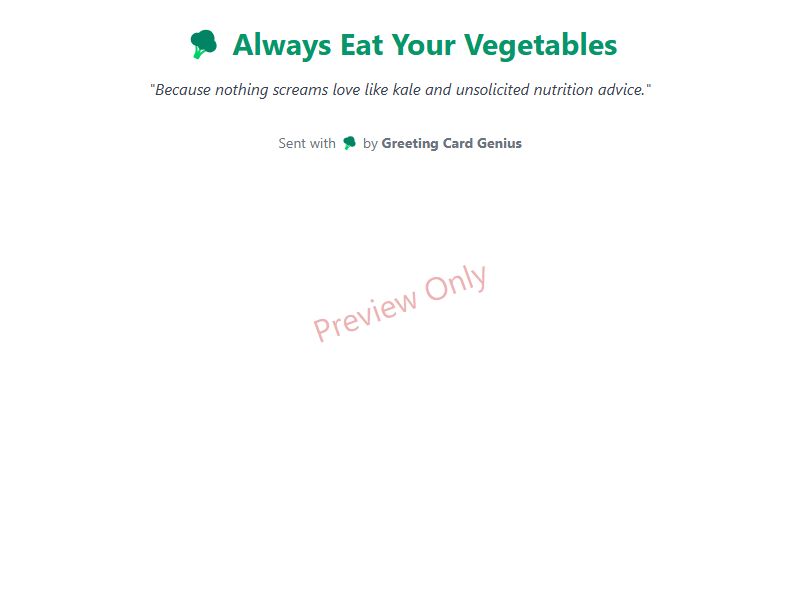 🥦 Always Eat Your Vegetables
"Because nothing screams love like kale and unsolicited nutrition advice."
Sent with 🥦 by Greeting Card Genius
Preview Only